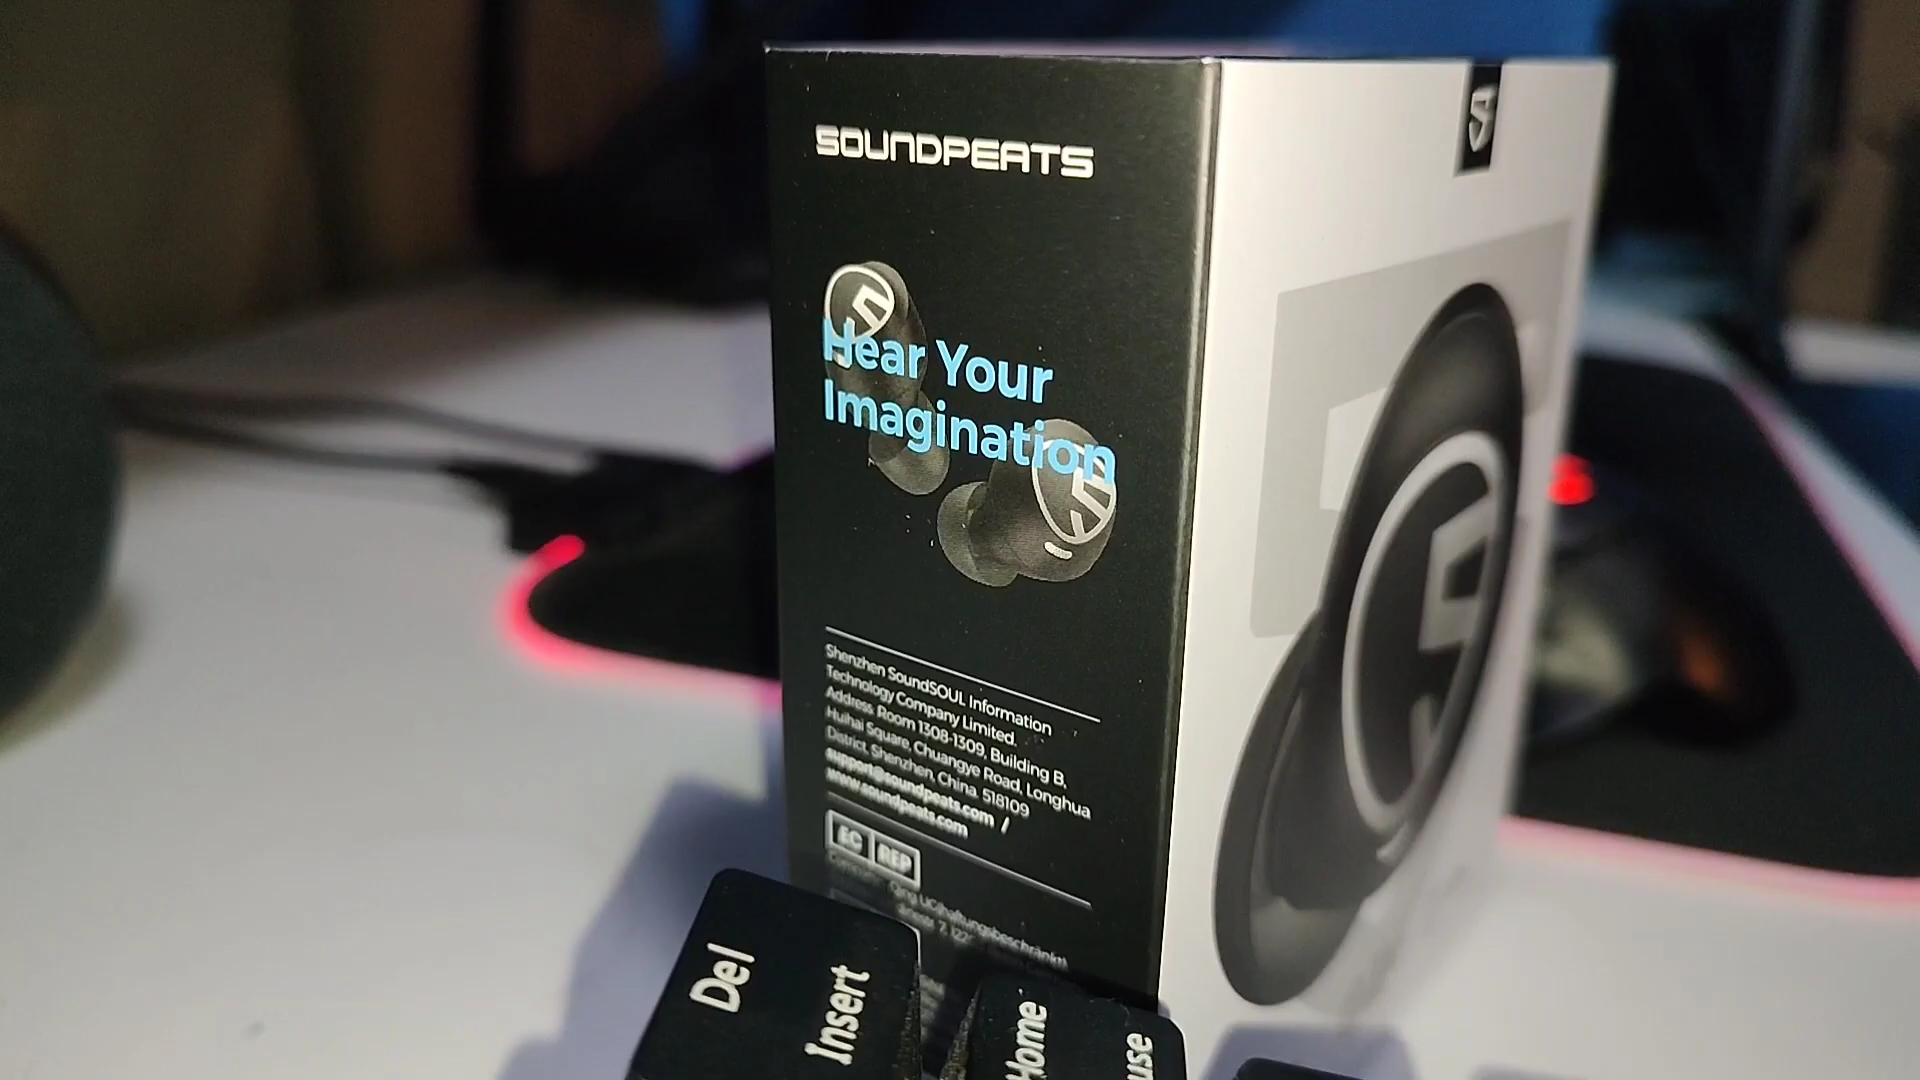 SOUNDPEATS
Hear Your
Imagination
Shenzhen SoundSOUL Information
Technology Company Limited.
Address: Room 1308-1309, Building B,
Huihai Square, Chuangye Road, Longhua
District, Shenzhen, China. 518109
support@soundpeats.com /
www.soundpeats.com
EC REP
Del
Insert
Home